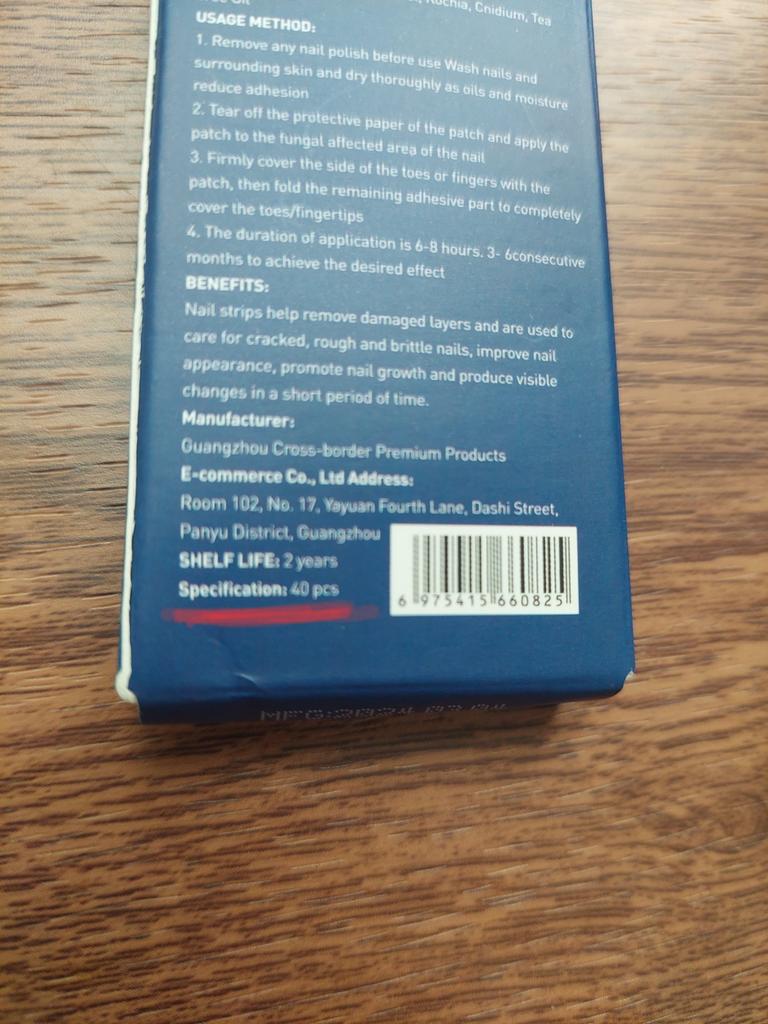 Kochia, Cnidium, Tea
Oil
USAGE METHOD:
1. Remove any nail polish before use Wash nails and
surrounding skin and dry thoroughly as oils and moisture
reduce adhesion
2. Tear off the protective paper of the patch and apply the
patch to the fungal affected area of the nail
3. Firmly cover the side of the toes or fingers with the
patch, then fold the remaining adhesive part to completely
cover the toes/fingertips
4. The duration of application is 6-8 hours. 3- 6consecutive
months to achieve the desired effect
BENEFITS:
Nail strips help remove damaged layers and are used to
care for cracked, rough and brittle nails, improve nail
appearance, promote nail growth and produce visible
changes in a short period of time.
Manufacturer:
Guangzhou Cross-border Premium Products
E-commerce Co., Ltd Address:
Room 102, No. 17, Yayuan Fourth Lane, Dashi Street,
Panyu District, Guangzhou
SHELF LIFE: 2 years
Specification: 40 pcs
6 975415 660825